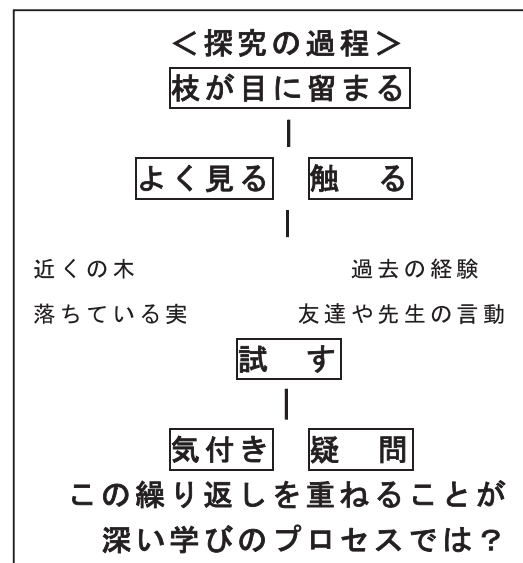 ＜探究の過程＞
枝が目に留まる
よく見る 触　る
近くの木 過去の経験
落ちている実 友達や先生の言動
試　す
気付き 疑　問
この繰り返しを重ねることが
深い学びのプロセスでは？